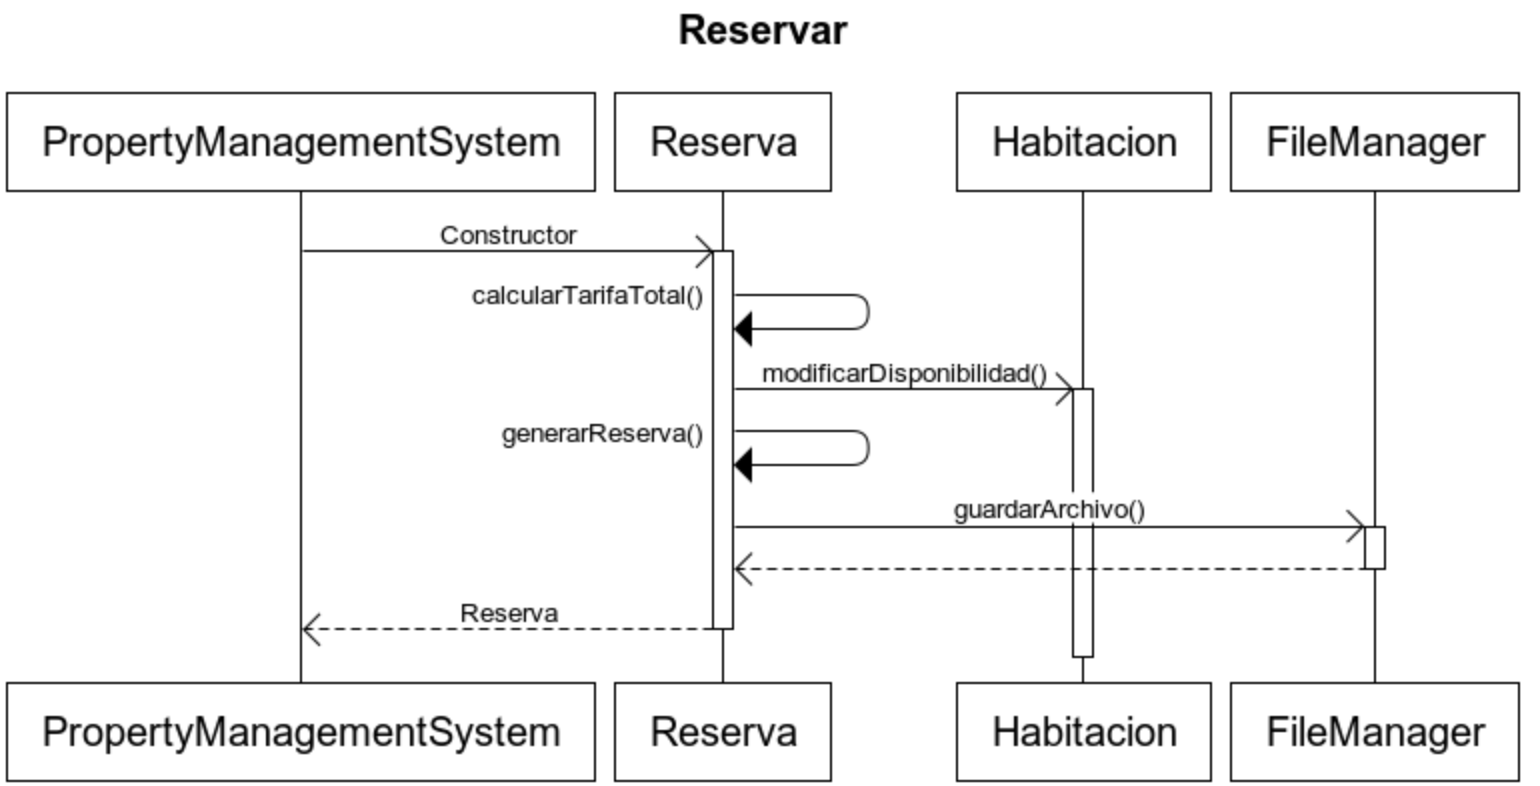 Reservar
PropertyManagementSystem
Reserva
Habitacion
FileManager
Constructor
calcularTarifaTotal()
modificarDisponibilidad()
generarReserva()
guardarArchivo()
Reserva
PropertyManagementSystem
Reserva
Habitacion
FileManager